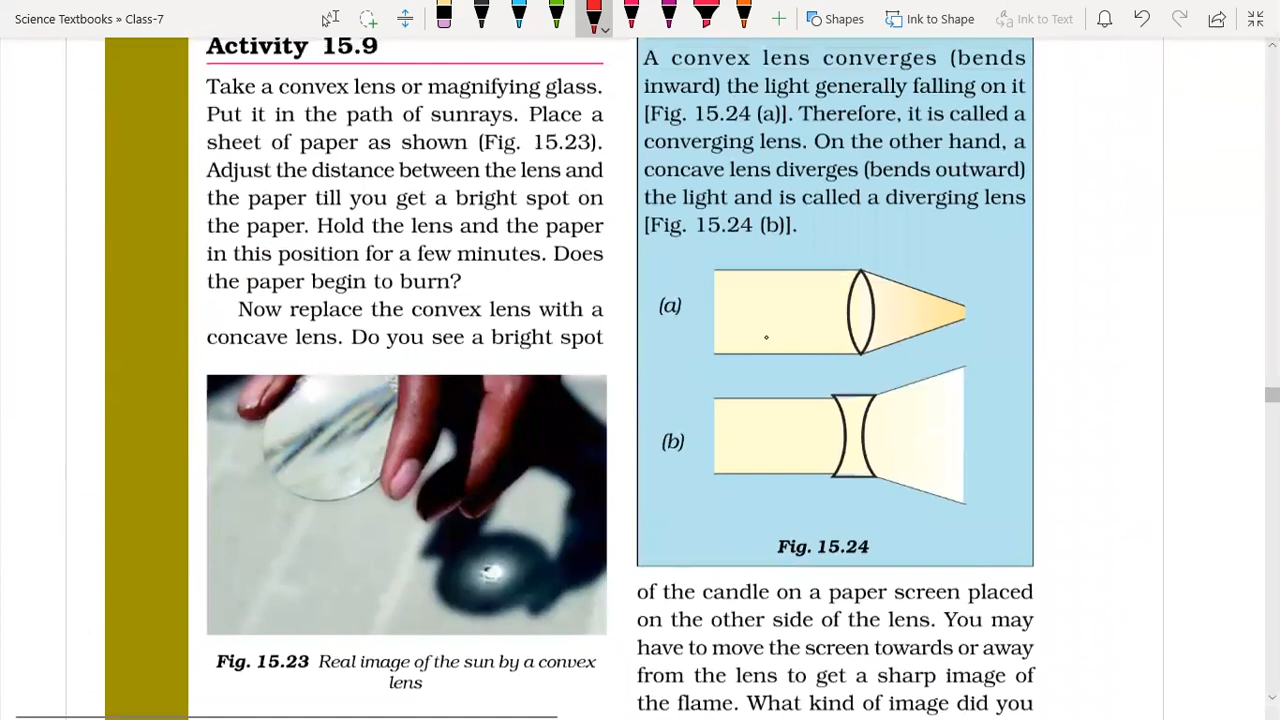 Science Textbooks » Class-7
Shapes
Ink to Shape
Ink to Text
Activity 15.9
Take a convex lens or magnifying glass.
Put it in the path of sunrays. Place a
sheet of paper as shown (Fig. 15.23).
Adjust the distance between the lens and
the paper till you get a bright spot on
the paper. Hold the lens and the paper
in this position for a few minutes. Does
the paper begin to burn?
Now replace the convex lens with a
concave lens. Do you see a bright spot
Fig. 15.23 Real image of the sun by a convex
lens
A convex lens converges (bends
inward) the light generally falling on it
[Fig. 15.24 (a)]. Therefore, it is called a
converging lens. On the other hand, a
concave lens diverges (bends outward)
the light and is called a diverging lens
[Fig. 15.24 (b)].
(a)
(b)
Fig. 15.24
of the candle on a paper screen placed
on the other side of the lens. You may
have to move the screen towards or away
from the lens to get a sharp image of
the flame. What kind of image did you